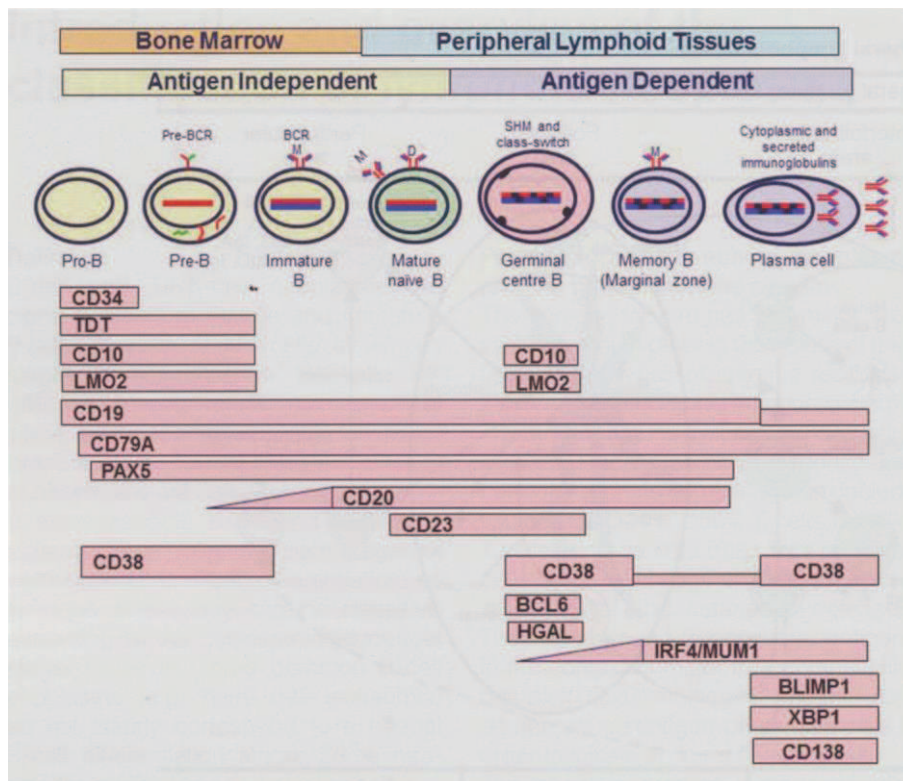 Bone Marrow
Peripheral Lymphoid Tissues
Antigen Independent
Antigen Dependent
Pre-BCR
BCR
M
M
D
SHM and
class-switch
M
Cytoplasmic and
secreted
immunoglobulins
Pro-B
Pre-B
Immature
B
Mature
naïve B
Germinal
centre B
Memory B
(Marginal zone)
Plasma cell
CD34
TDT
CD10
CD10
LMO2
LMO2
CD19
CD79A
PAX5
CD20
CD23
CD38
CD38
CD38
BCL6
HGAL
IRF4/MUM1
BLIMP1
XBP1
CD138